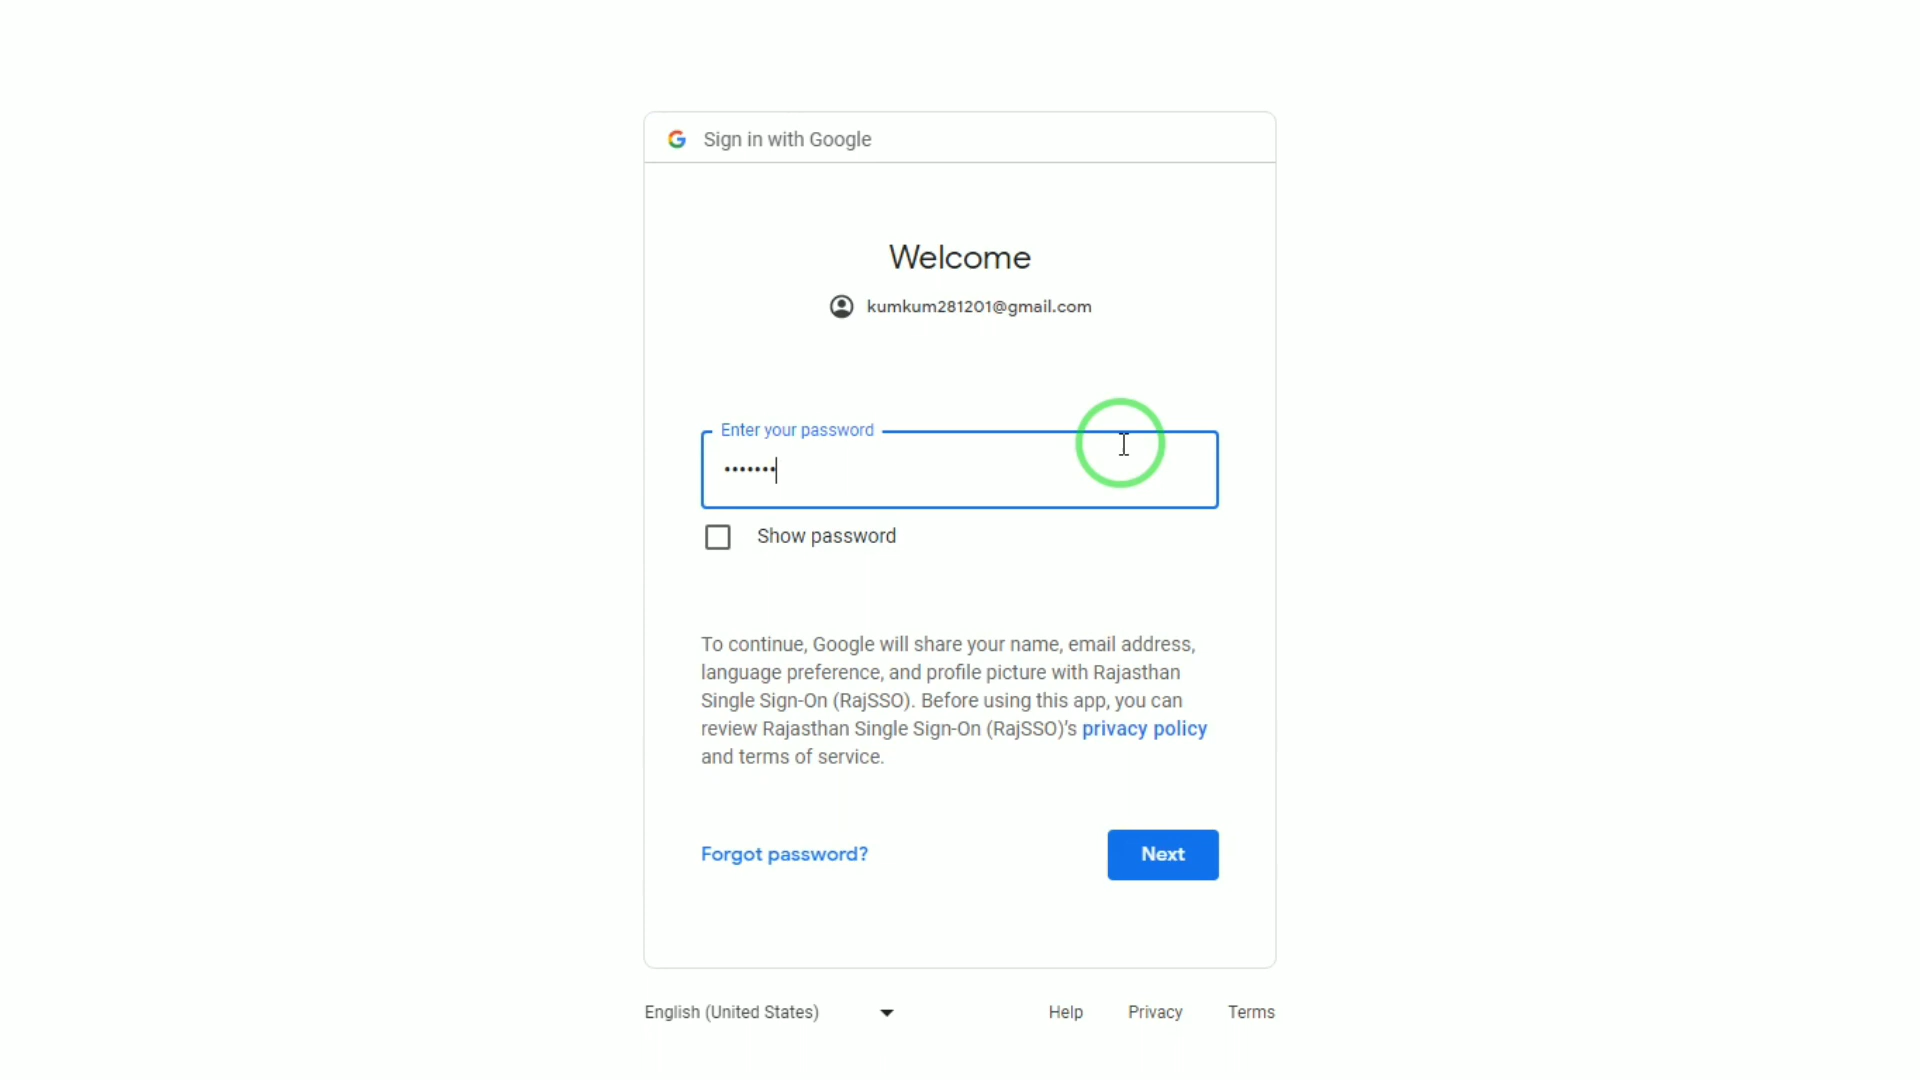 Sign in with Google
Welcome
kumkum281201@gmail.com
Enter your password
•••••••
Show password
To continue, Google will share your name, email address,
language preference, and profile picture with Rajasthan
Single Sign-On (RajSSO). Before using this app, you can
review Rajasthan Single Sign-On (RajSSO)'s privacy policy
and terms of service.
Forgot password?
Next
English (United States)
Help
Privacy
Terms